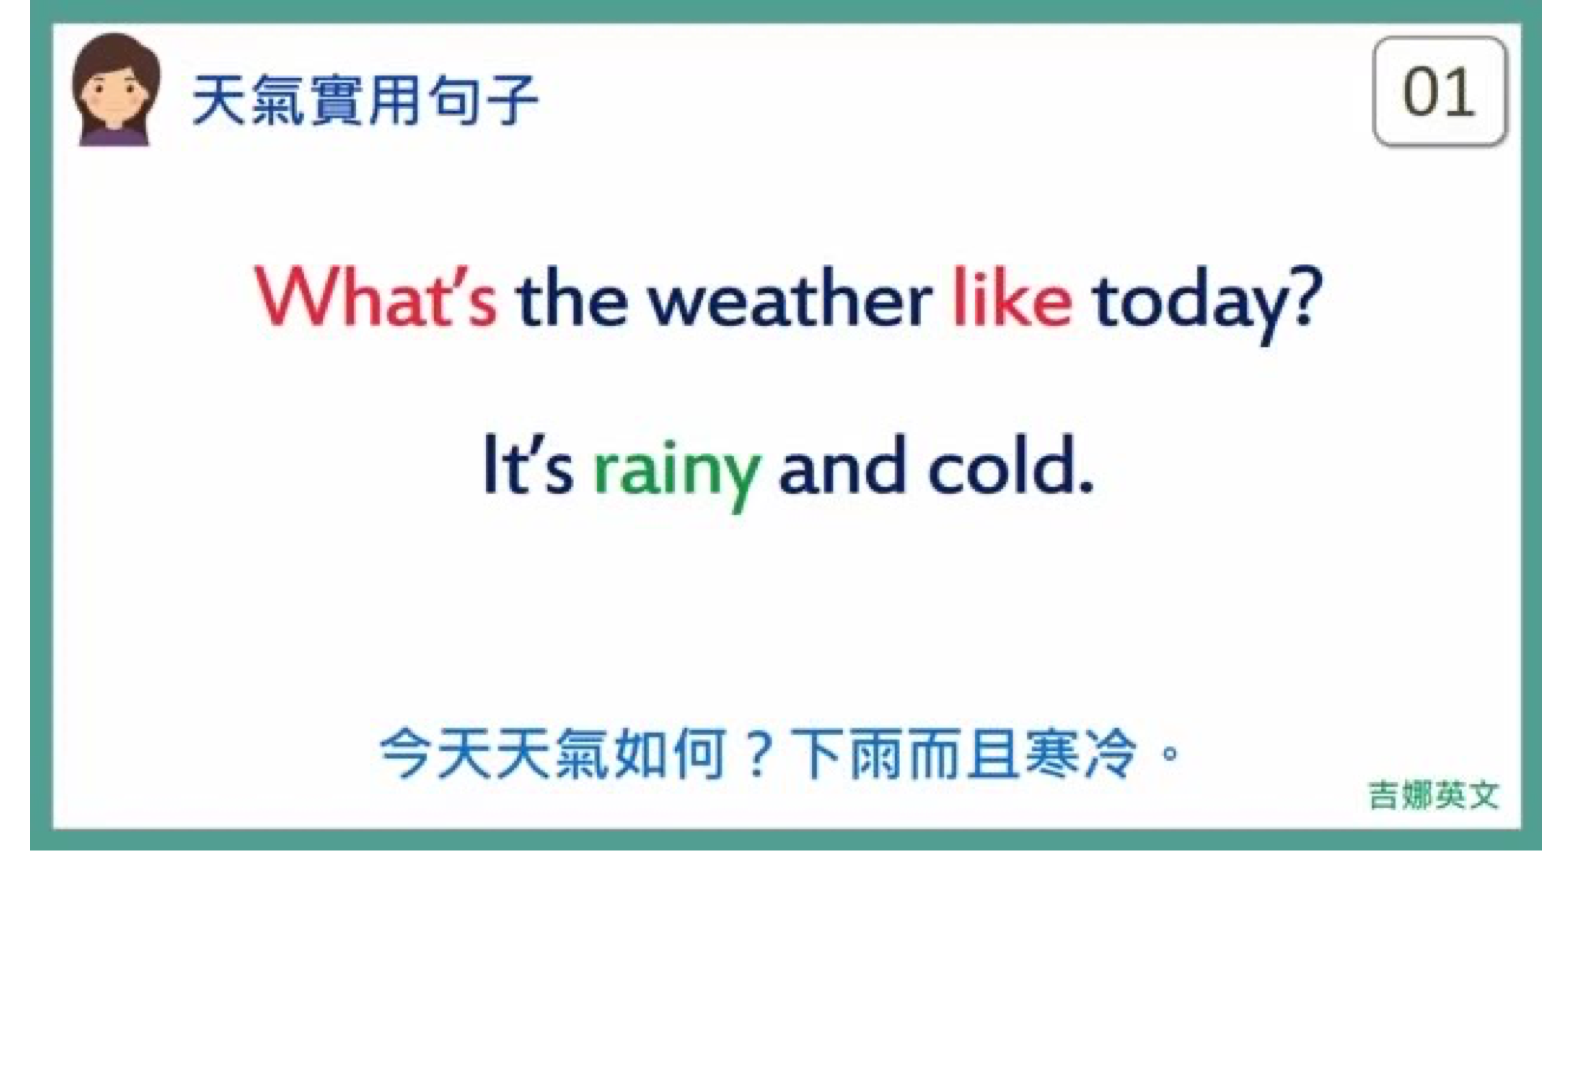 天氣實用句子
01
What's the weather like today?
It's rainy and cold.
今天天氣如何？下雨而且寒冷。
吉娜英文